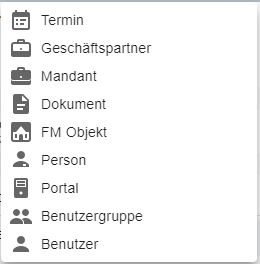 Termin
Geschäftspartner
Mandant
Dokument
FM Objekt
Person
Portal
Benutzergruppe
Benutzer